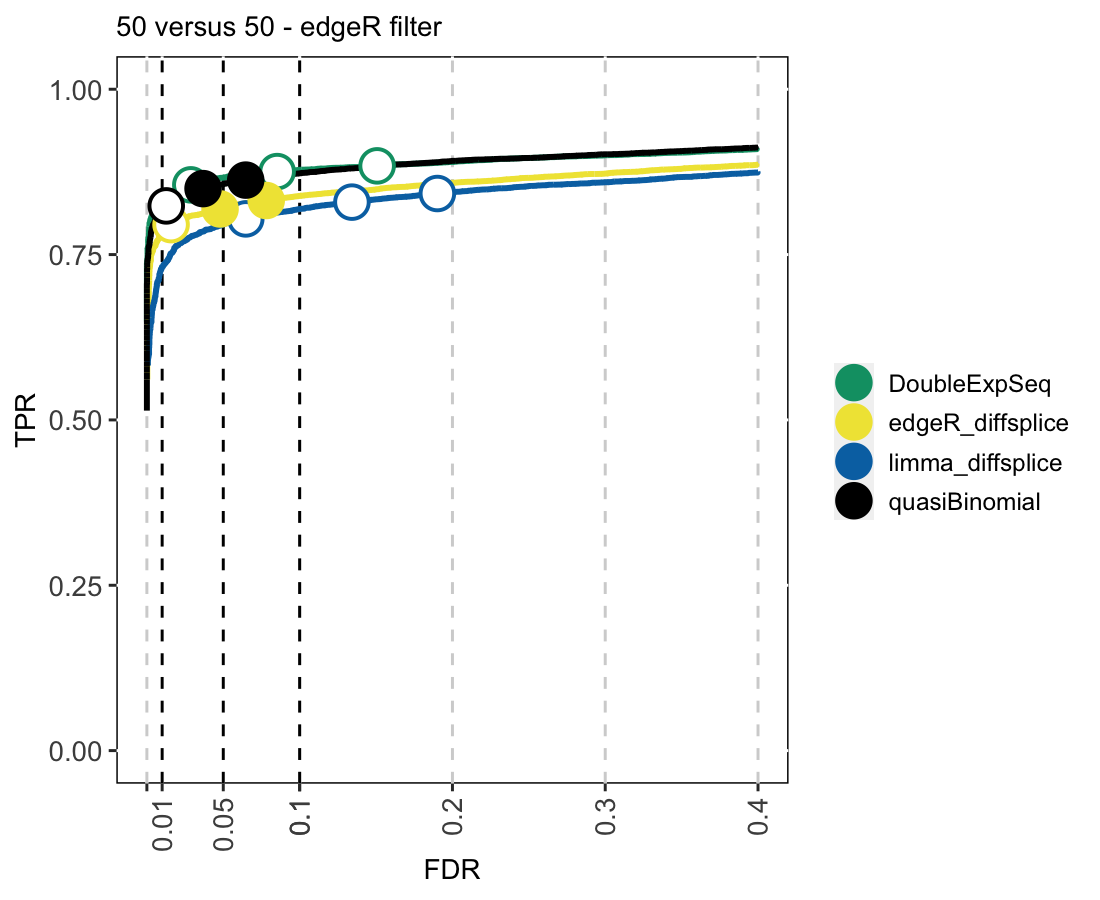 50 versus 50 - edgeR filter
1.00
0.75
0.50
0.25
0.00
TPR
0.01
0.05
0.1
0.2
0.3
0.4
FDR
DoubleExpSeq
edgeR_diffsplice
limma_diffsplice
quasiBinomial